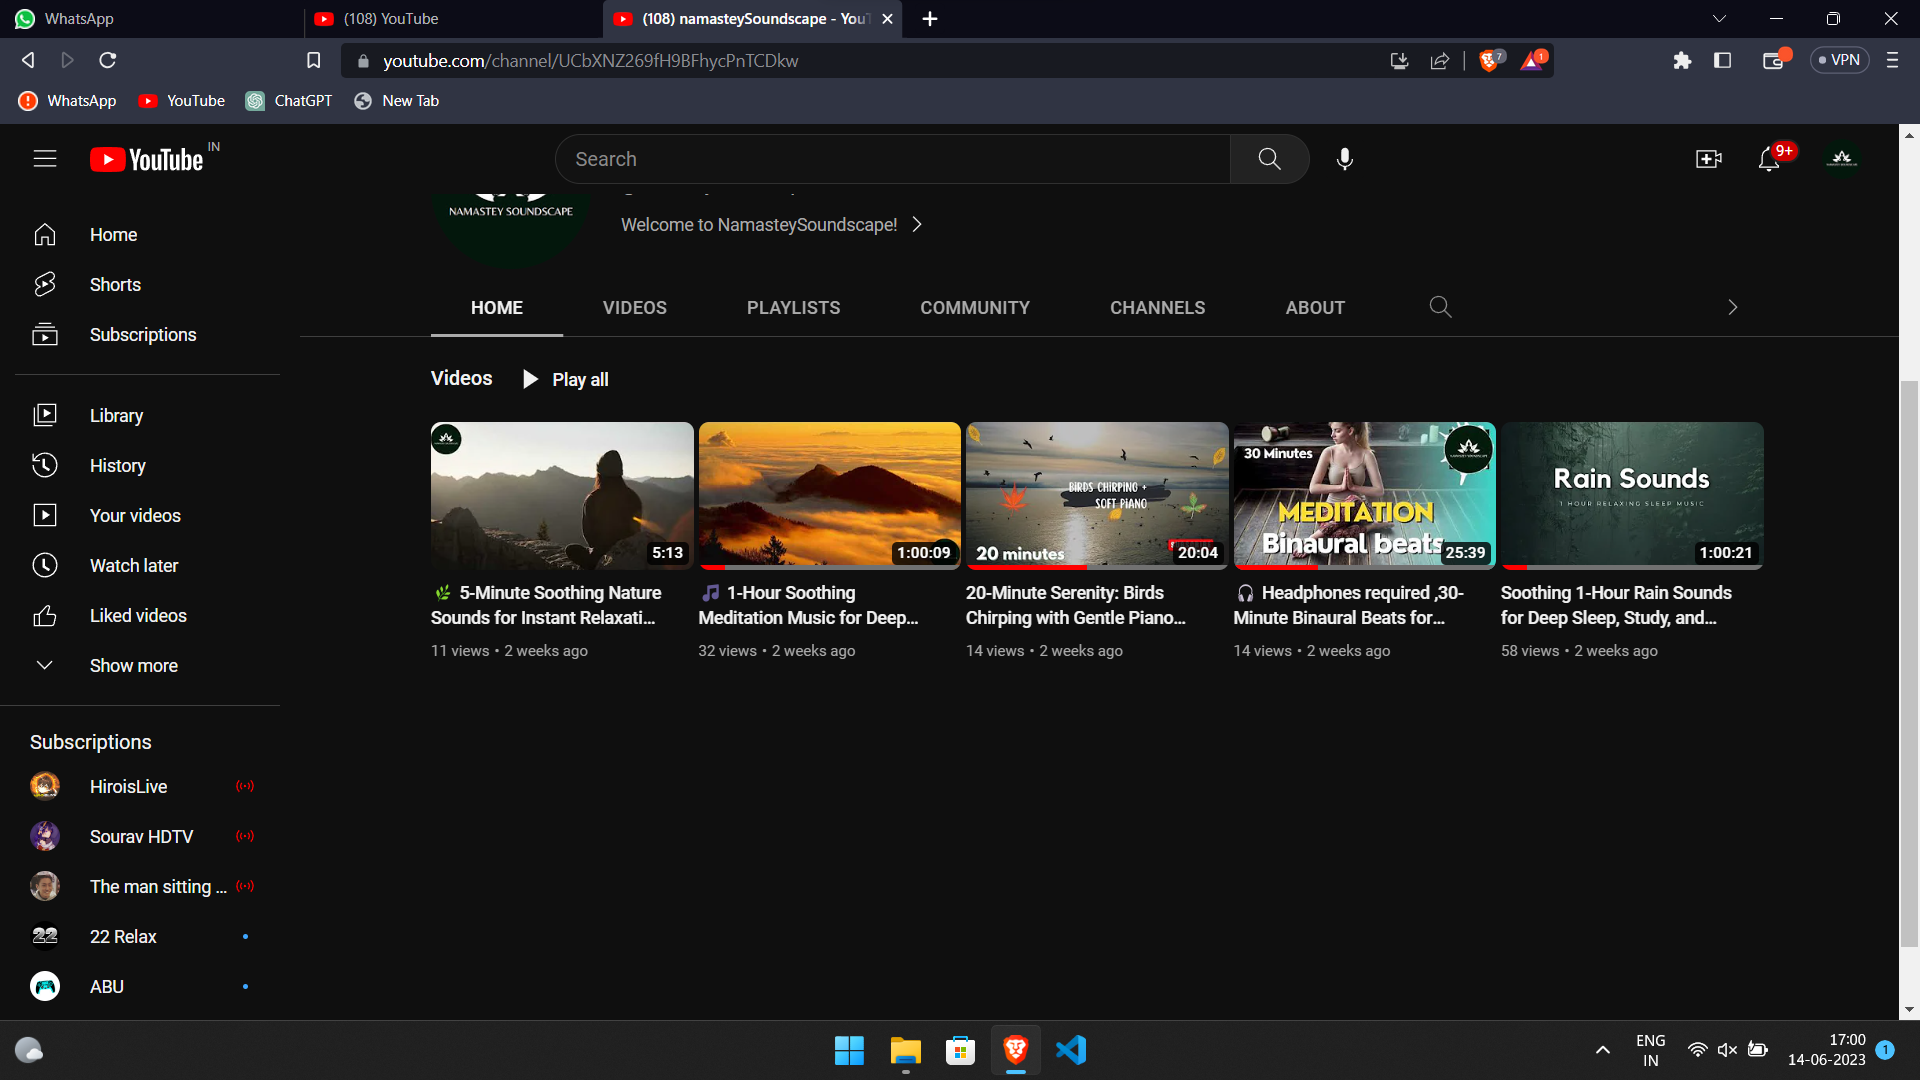 WhatsApp
(108) YouTube
(108) namasteySoundscape - YouT
youtube.com/channel/UCbXNZ269fH9BFhycPnTCDkw
7
1
VPN
WhatsApp
YouTube
ChatGPT
New Tab
YouTube IN
Search
9+
NAMASTEY SOUNDSCAPE
Welcome to NamasteySoundscape!
Home
Shorts
Subscriptions
Library
History
Your videos
Watch later
Liked videos
Show more
Subscriptions
HiroisLive
Sourav HDTV
The man sitting ...
22 Relax
ABU
HOME
VIDEOS
PLAYLISTS
COMMUNITY
CHANNELS
ABOUT
Videos
Play all
5:13
🌿 5-Minute Soothing Nature
Sounds for Instant Relaxati...
11 views • 2 weeks ago
1:00:09
🎵 1-Hour Soothing
Meditation Music for Deep...
32 views • 2 weeks ago
BIRDS CHIRPING +
SOFT PIANO
20 minutes
20:04
20-Minute Serenity: Birds
Chirping with Gentle Piano...
14 views • 2 weeks ago
30 Minutes
MEDITATION
Binaural beats
25:39
🎧 Headphones required ,30-
Minute Binaural Beats for...
14 views • 2 weeks ago
Rain Sounds
1 HOUR RELAXING SLEEP MUSIC
1:00:21
Soothing 1-Hour Rain Sounds
for Deep Sleep, Study, and...
58 views • 2 weeks ago
ENG
IN
17:00
14-06-2023
1